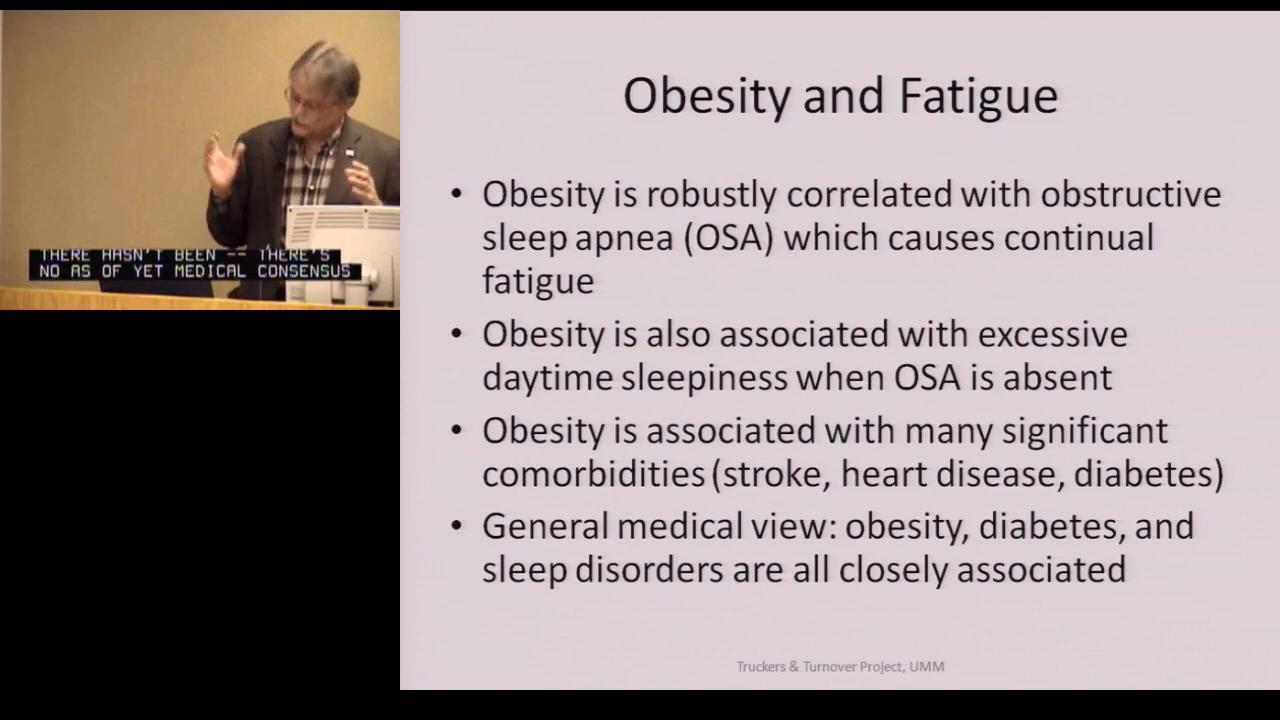 THERE HASN'T BEEN -- THERE'S
NO AS OF YET MEDICAL CONSENSUS
Obesity and Fatigue
• Obesity is robustly correlated with obstructive
sleep apnea (OSA) which causes continual
fatigue
• Obesity is also associated with excessive
daytime sleepiness when OSA is absent
• Obesity is associated with many significant
comorbidities (stroke, heart disease, diabetes)
• General medical view: obesity, diabetes, and
sleep disorders are all closely associated
Truckers & Turnover Project, UMM